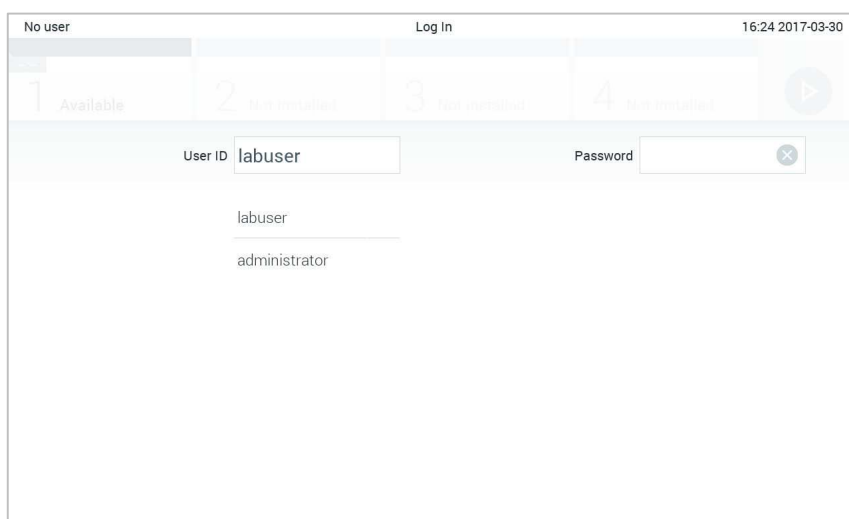 No user Log In 16:24 2017-03-30
1 Available 2 Not installed 3 Not installed 4 Not installed
User ID labuser Password
labuser
administrator